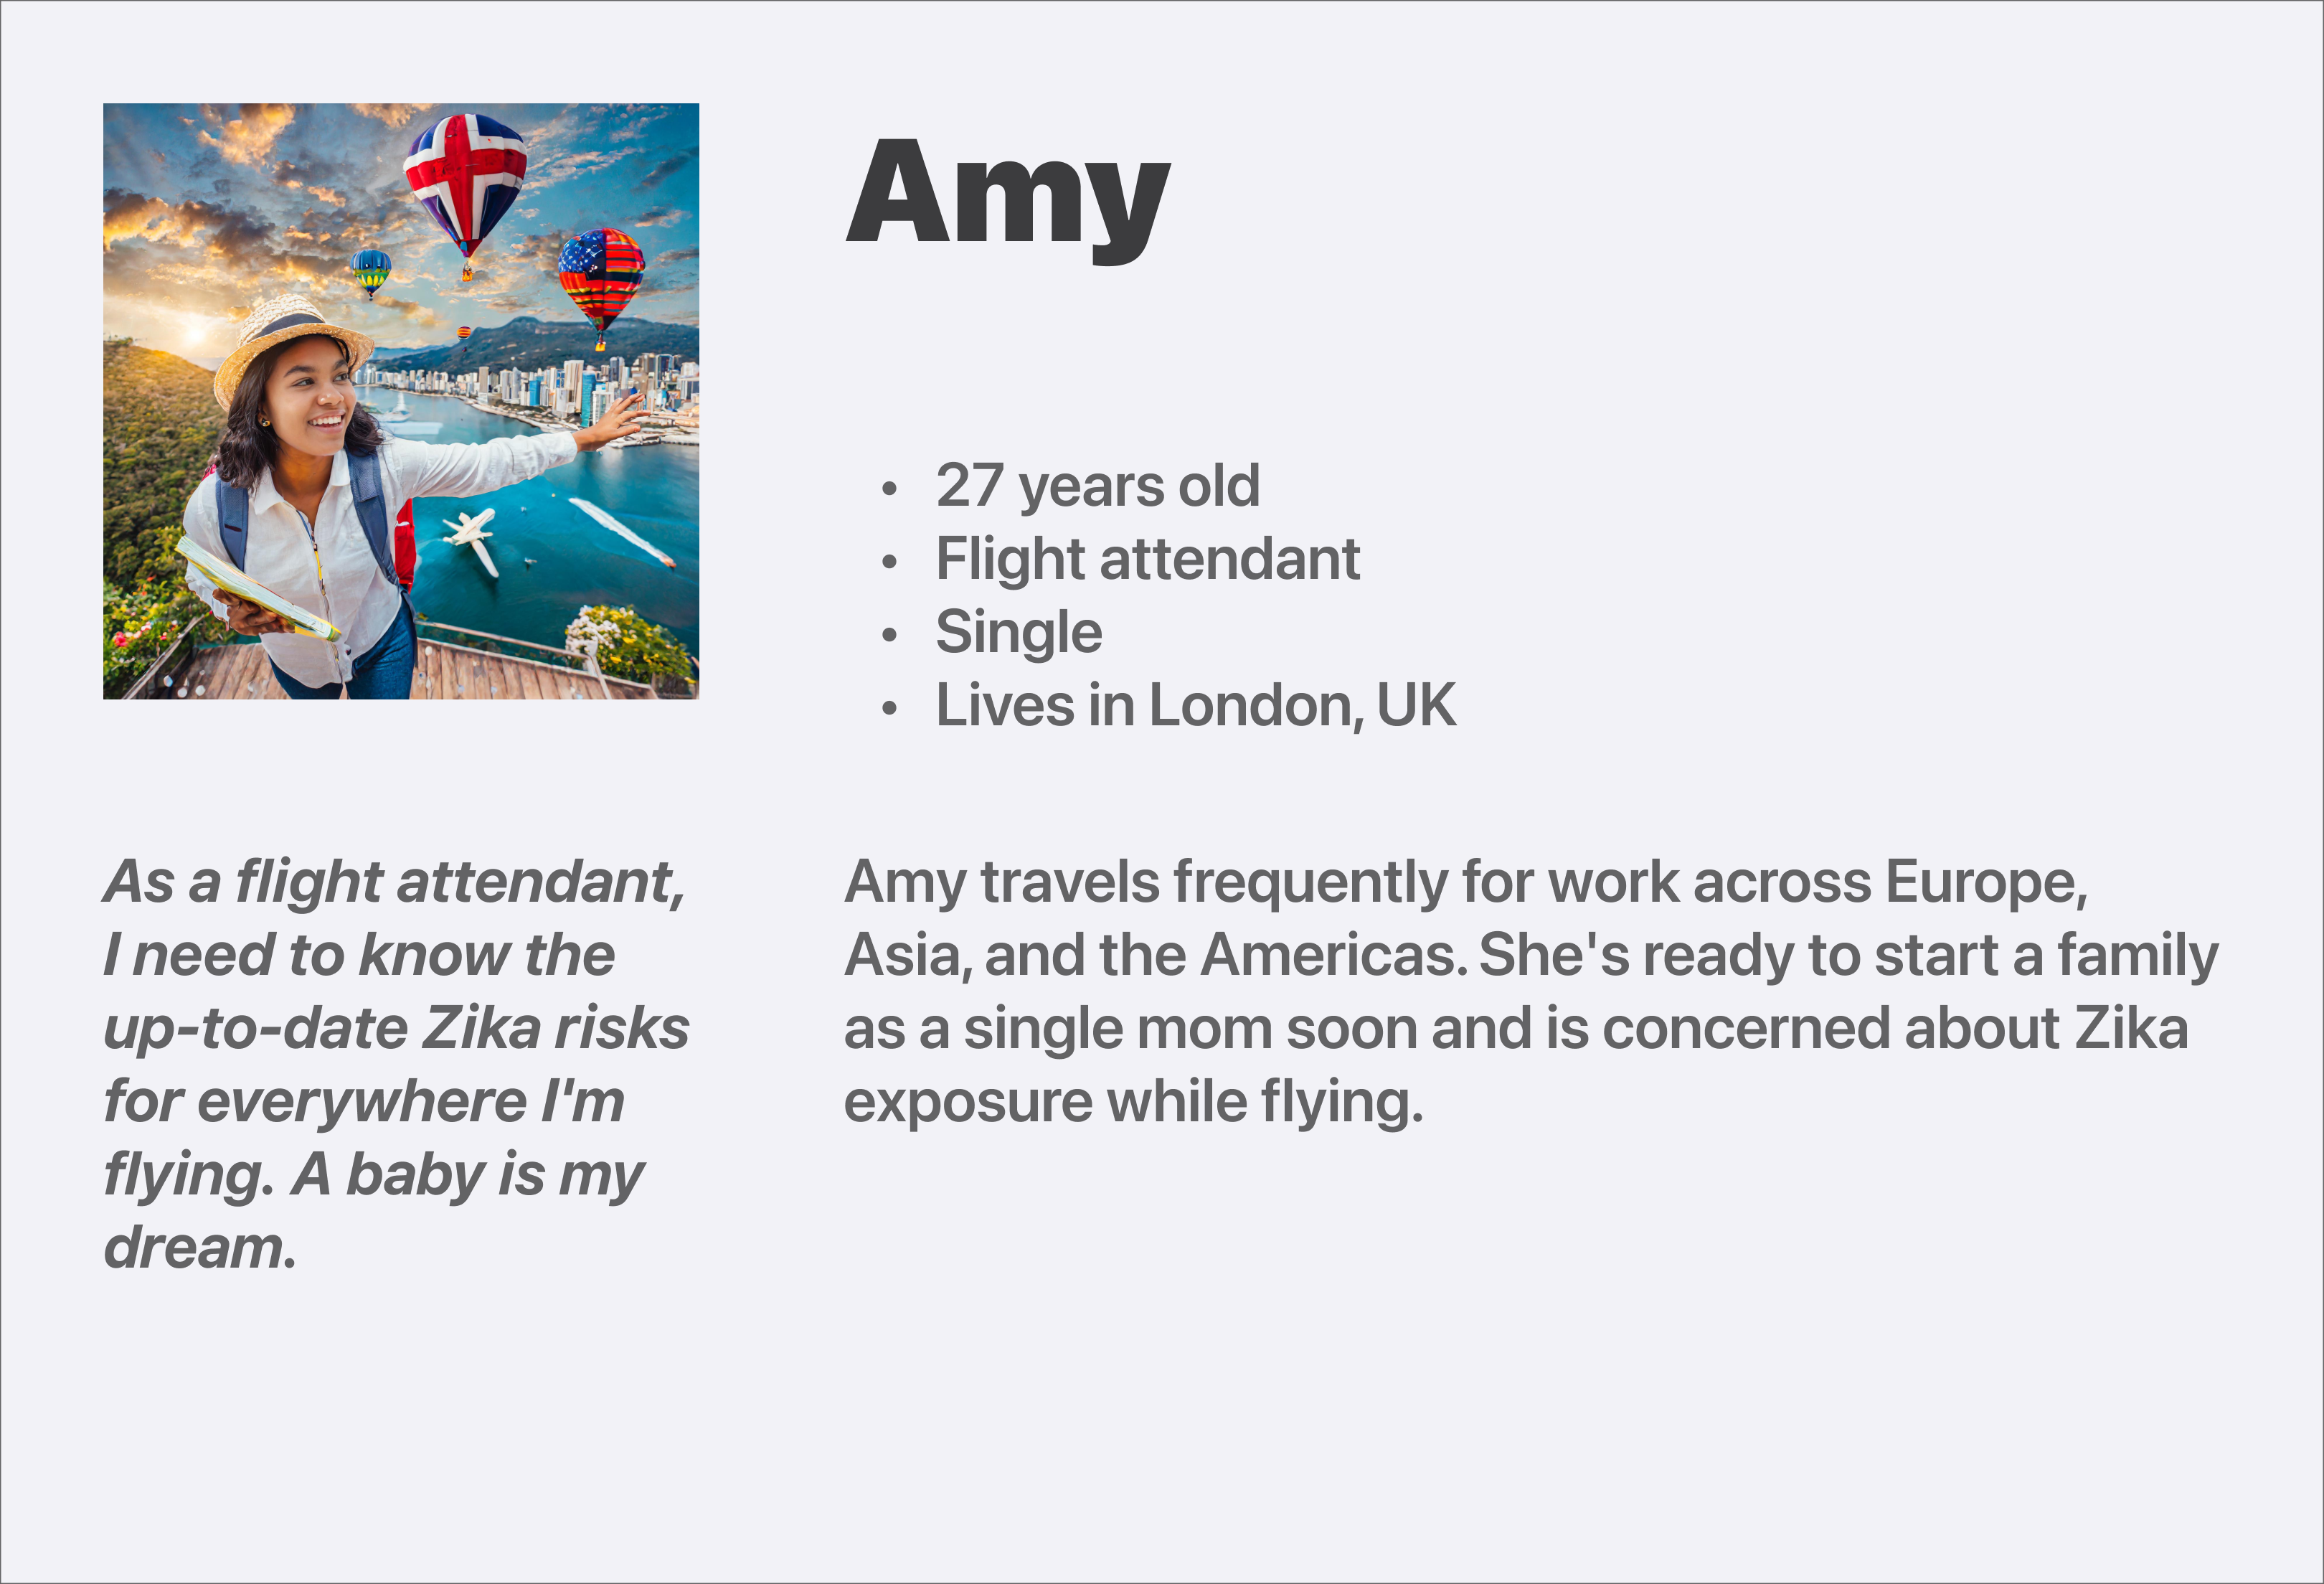 Amy
• 27 years old
• Flight attendant
• Single
• Lives in London, UK
As a flight attendant,
I need to know the
up-to-date Zika risks
for everywhere I'm
flying. A baby is my
dream.
Amy travels frequently for work across Europe,
Asia, and the Americas. She's ready to start a family
as a single mom soon and is concerned about Zika
exposure while flying.